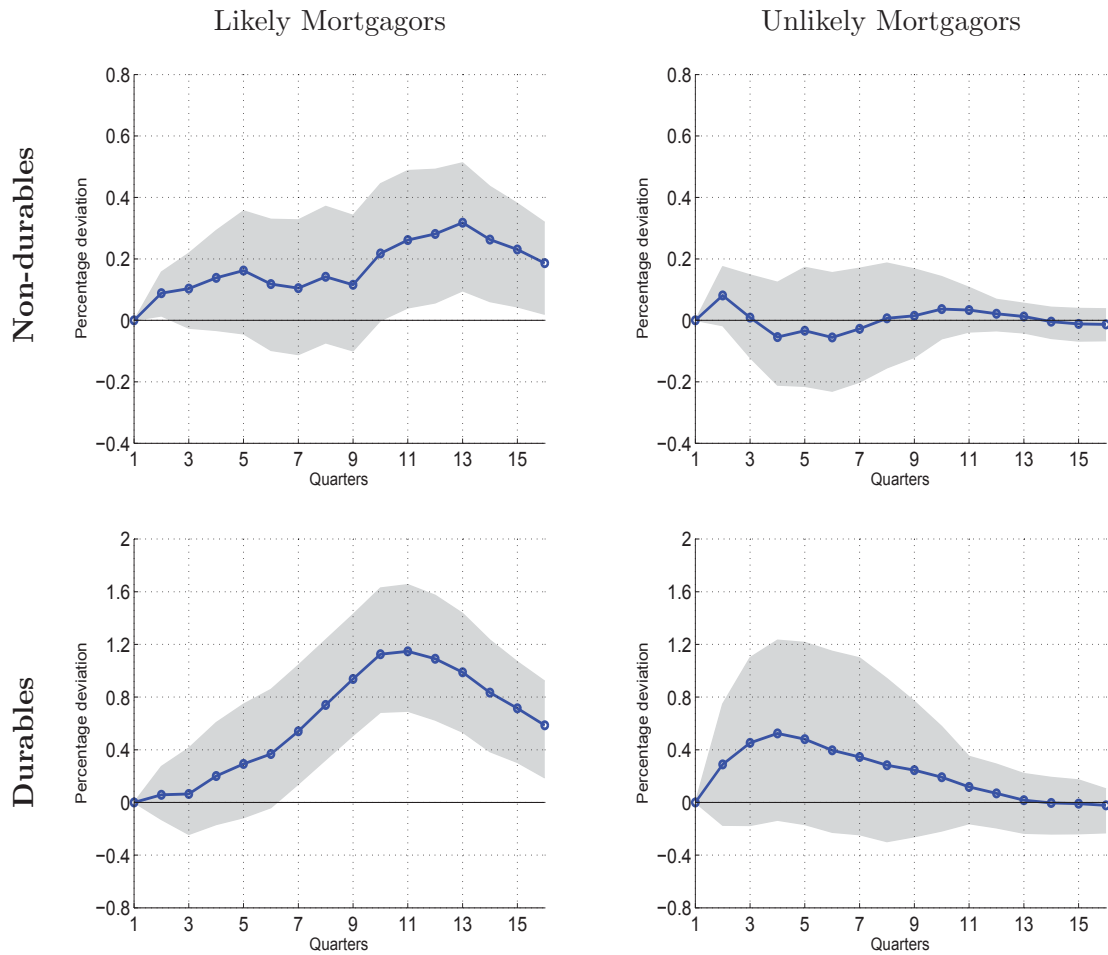 Likely Mortgagors
Unlikely Mortgagors
Non-durables
Percentage deviation
0.8
0.6
0.4
0.2
0
−0.2
−0.4
1 3 5 7 9 11 13 15
Quarters
Percentage deviation
0.8
0.6
0.4
0.2
0
−0.2
−0.4
1 3 5 7 9 11 13 15
Quarters
Durables
Percentage deviation
2
1.6
1.2
0.8
0.4
0
−0.4
−0.8
1 3 5 7 9 11 13 15
Quarters
Percentage deviation
2
1.6
1.2
0.8
0.4
0
−0.4
−0.8
1 3 5 7 9 11 13 15
Quarters